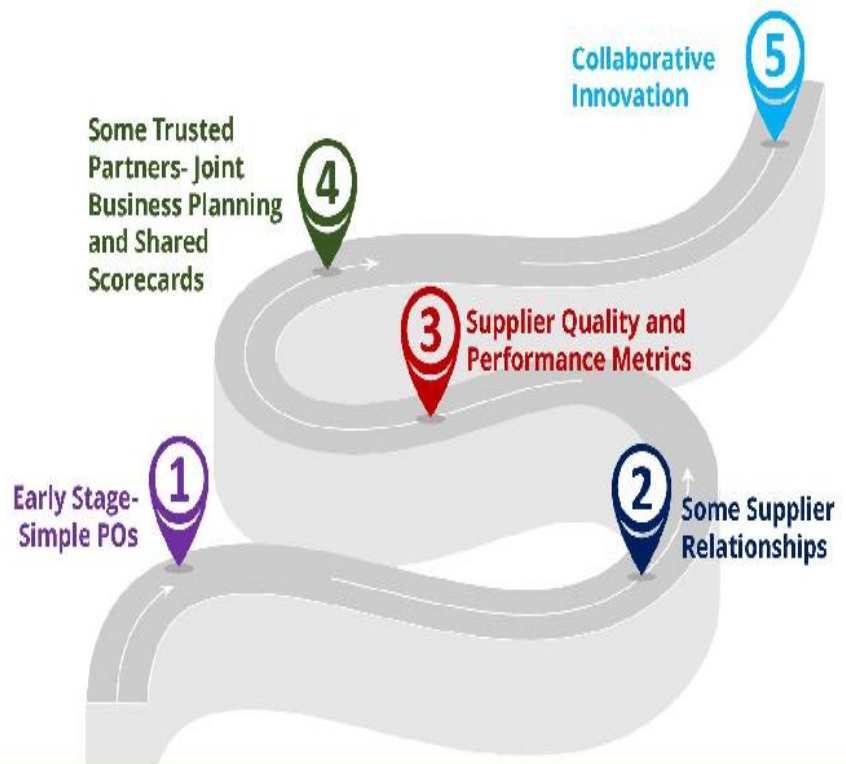 1
Early Stage-
Simple POs
2
Some Supplier
Relationships
3
Supplier Quality and
Performance Metrics
4
Some Trusted
Partners- Joint
Business Planning
and Shared
Scorecards
5
Collaborative
Innovation